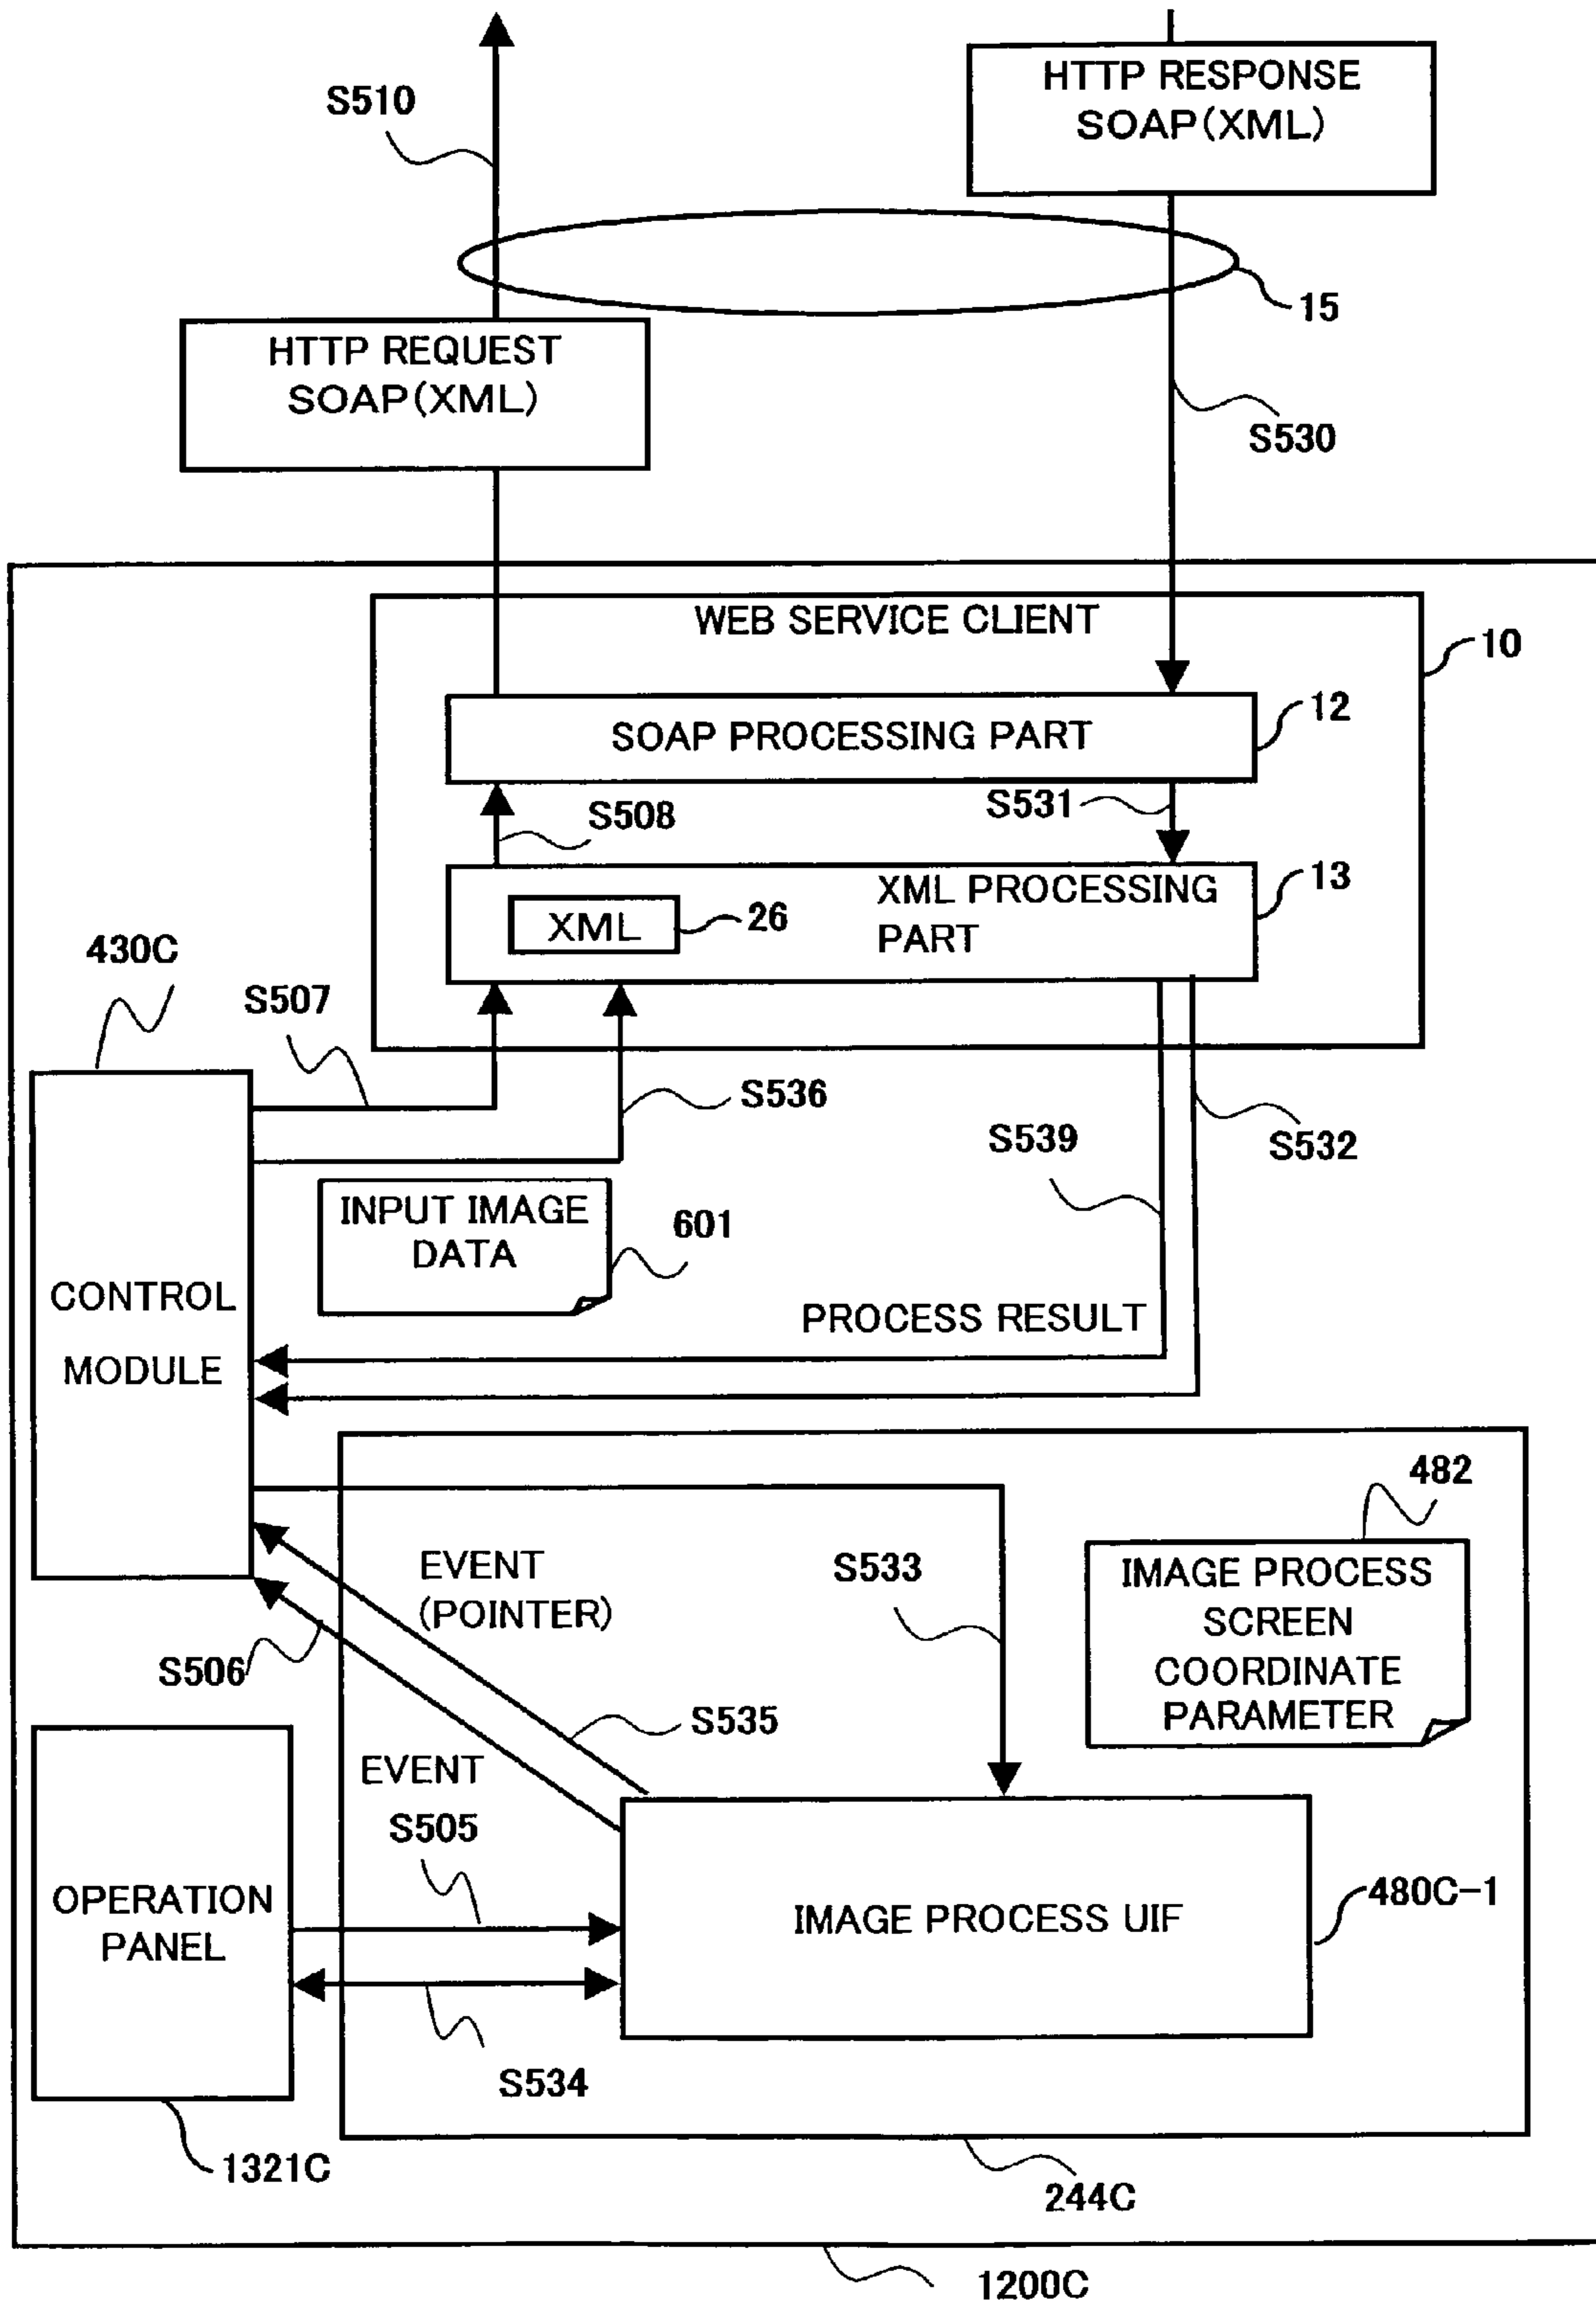 HTTP RESPONSE
SOAP(XML)
S510
15
HTTP REQUEST
SOAP(XML)
S530
WEB SERVICE CLIENT
10
12
SOAP PROCESSING PART
S531
S508
XML PROCESSING
PART
13
XML
26
430C
S507
S536
S539
S532
INPUT IMAGE
DATA
601
CONTROL
MODULE
PROCESS RESULT
482
EVENT
(POINTER)
S533
IMAGE PROCESS
SCREEN
COORDINATE
PARAMETER
S506
S535
EVENT
S505
OPERATION
PANEL
IMAGE PROCESS UIF
480C-1
S534
1321C
244C
1200C